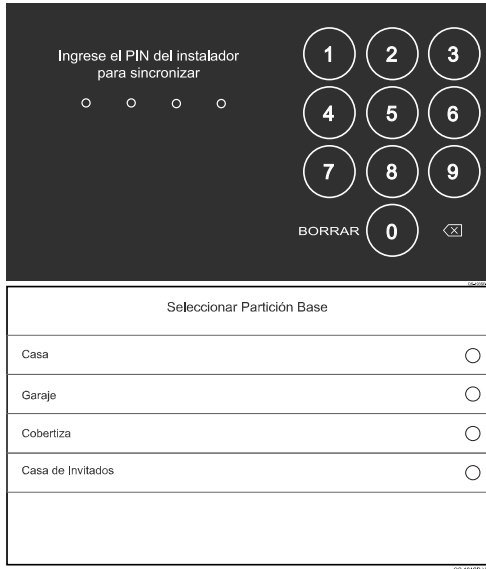 Ingrese el PIN del instalador
para sincronizar
1 2 3
4 5 6
7 8 9
BORRAR 0
Seleccionar Partición Base
Casa
Garaje
Cobertiza
Casa de Invitados